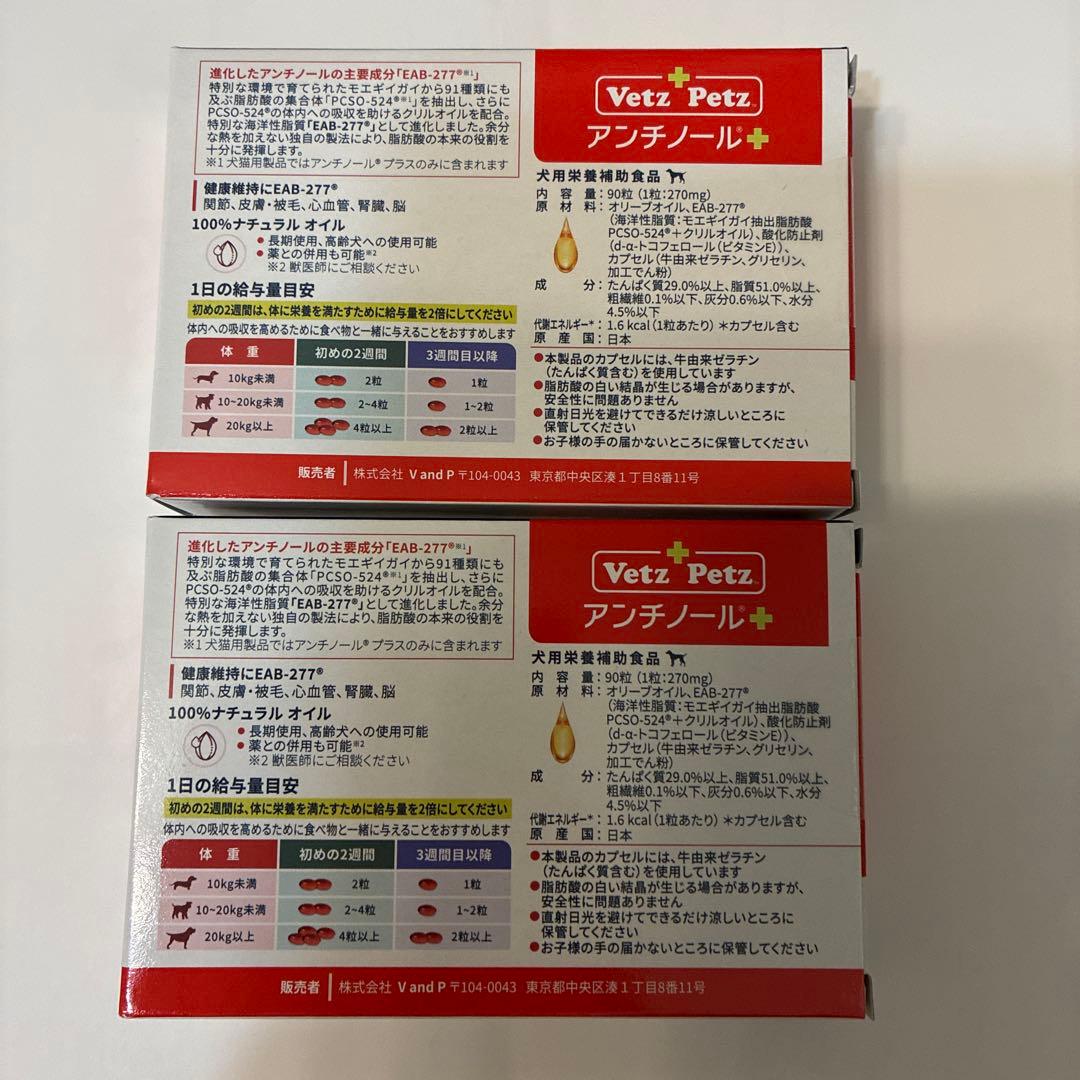 進化したアンチノールの主要成分「EAB-277®※1」
特別な環境で育てられたモエギイガイから91種類にも
及ぶ脂肪酸の集合体「PCSO-524®※1」を抽出し、さらに
PCSO-524®の体内への吸収を助けるクリルオイルを配合。
特別な海洋性脂質「EAB-277®」として進化しました。余分
な熱を加えない独自の製法により、脂肪酸の本来の役割を
十分に発揮します。
※1 犬猫用製品ではアンチノール® プラスのみに含まれます
健康維持にEAB-277®
関節、皮膚・被毛、心血管、腎臓、脳
100%ナチュラル オイル
● 長期使用、高齢犬への使用可能
● 薬との併用も可能※2
※2 獣医師にご相談ください
1日の給与量目安
初めの2週間は、体に栄養を満たすために給与量を2倍にしてください
体内への吸収を高めるために食べ物と一緒に与えることをおすすめします
体 重 初めの2週間 3週間目以降
10kg未満 2粒 1粒
10~20kg未満 2~4粒 1~2粒
20kg以上 4粒以上 2粒以上
Vetz Petz™
アンチノール®+
犬用栄養補助食品
内 容 量：90粒（1粒：270mg）
原 材 料：オリーブオイル、EAB-277®
（海洋性脂質：モエギイガイ抽出脂肪酸
PCSO-524®＋クリルオイル）、酸化防止剤
（d-α-トコフェロール（ビタミンE））、
カプセル（牛由来ゼラチン、グリセリン、
加工でん粉）
成 分：たんぱく質29.0%以上、脂質51.0%以上、
粗繊維0.1%以下、灰分0.6%以下、水分
4.5%以下
代謝エネルギー*：1.6 kcal（1粒あたり）＊カプセル含む
原 産 国：日本
●本製品のカプセルには、牛由来ゼラチン
（たんぱく質含む）を使用しています
●脂肪酸の白い結晶が生じる場合がありますが、
安全性に問題ありません
●直射日光を避けてできるだけ涼しいところに
保管してください
●お子様の手の届かないところに保管してください
販売者 株式会社 V and P 〒104-0043 東京都中央区湊1丁目8番11号
進化したアンチノールの主要成分「EAB-277®※1」
特別な環境で育てられたモエギイガイから91種類にも
及ぶ脂肪酸の集合体「PCSO-524®※1」を抽出し、さらに
PCSO-524®の体内への吸収を助けるクリルオイルを配合。
特別な海洋性脂質「EAB-277®」として進化しました。余分
な熱を加えない独自の製法により、脂肪酸の本来の役割を
十分に発揮します。
※1 犬猫用製品ではアンチノール® プラスのみに含まれます
健康維持にEAB-277®
関節、皮膚・被毛、心血管、腎臓、脳
100%ナチュラル オイル
● 長期使用、高齢犬への使用可能
● 薬との併用も可能※2
※2 獣医師にご相談ください
1日の給与量目安
初めの2週間は、体に栄養を満たすために給与量を2倍にしてください
体内への吸収を高めるために食べ物と一緒に与えることをおすすめします
体 重 初めの2週間 3週間目以降
10kg未満 2粒 1粒
10~20kg未満 2~4粒 1~2粒
20kg以上 4粒以上 2粒以上
Vetz Petz™
アンチノール®+
犬用栄養補助食品
内 容 量：90粒（1粒：270mg）
原 材 料：オリーブオイル、EAB-277®
（海洋性脂質：モエギイガイ抽出脂肪酸
PCSO-524®＋クリルオイル）、酸化防止剤
（d-α-トコフェロール（ビタミンE））、
カプセル（牛由来ゼラチン、グリセリン、
加工でん粉）
成 分：たんぱく質29.0%以上、脂質51.0%以上、
粗繊維0.1%以下、灰分0.6%以下、水分
4.5%以下
代謝エネルギー*：1.6 kcal（1粒あたり）＊カプセル含む
原 産 国：日本
●本製品のカプセルには、牛由来ゼラチン
（たんぱく質含む）を使用しています
●脂肪酸の白い結晶が生じる場合がありますが、
安全性に問題ありません
●直射日光を避けてできるだけ涼しいところに
保管してください
●お子様の手の届かないところに保管してください
販売者 株式会社 V and P 〒104-0043 東京都中央区湊1丁目8番11号